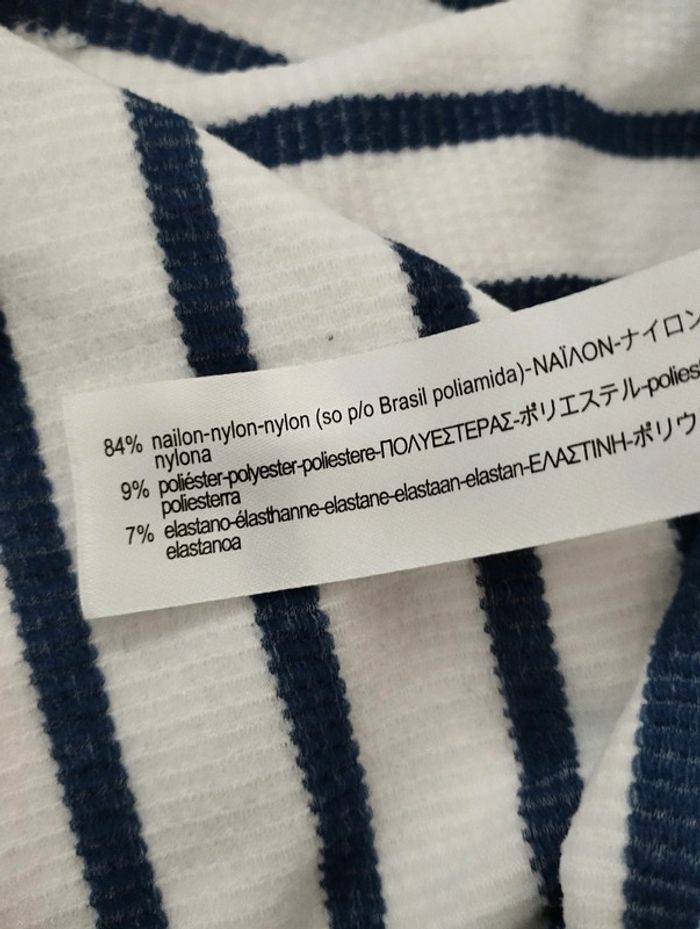 84% nailon-nylon-nylon (so p/o Brasil poliamida)-ΝΑΪΛΟΝ-ナイロン
nylona
9% poliéster-polyester-poliestere-ΠΟΛΥΕΣΤΕΡΑΣ-ポリエステル-polies
poliesterra
7% elastano-élasthanne-elastane-elastaan-elastan-ΕΛΑΣΤΙΝΗ-ポリウ
elastanoa